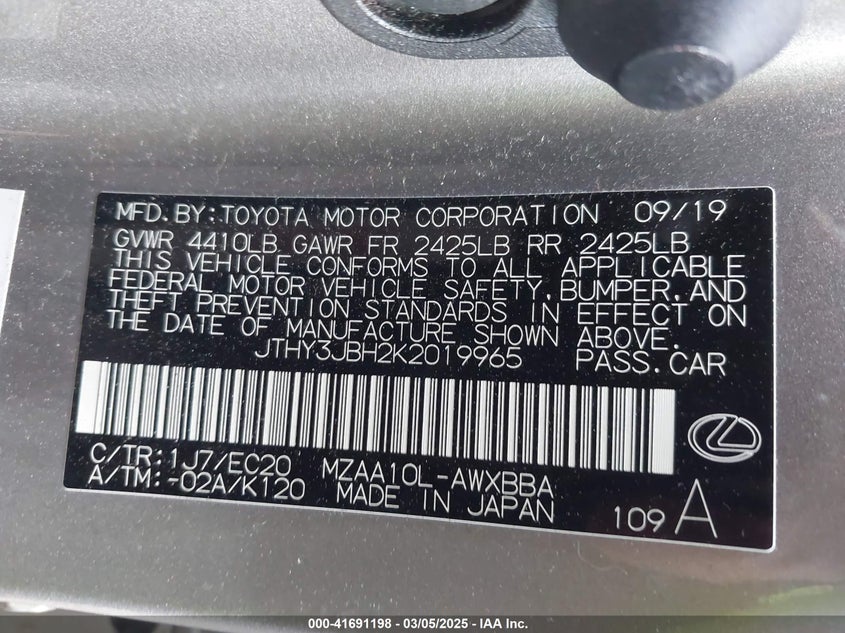 MFD.BY:TOYOTA MOTOR CORPORATION 09/19
GVWR 4410LB GAWR FR 2425LB RR 2425LB
THIS VEHICLE CONFORMS TO ALL APPLICABLE
FEDERAL MOTOR VEHICLE SAFETY,BUMPER,AND
THEFT PREVENTION STANDARDS IN EFFECT ON
THE DATE OF MANUFACTURE SHOWN ABOVE.
JTHY3JBH2K2019965 PASS.CAR
C/TR:1J7/EC20 MZAA10L-AWXBBA
A/TM:-02A/K120 MADE IN JAPAN 109 A
000-41691198 - 03/05/2025 - IAA Inc.